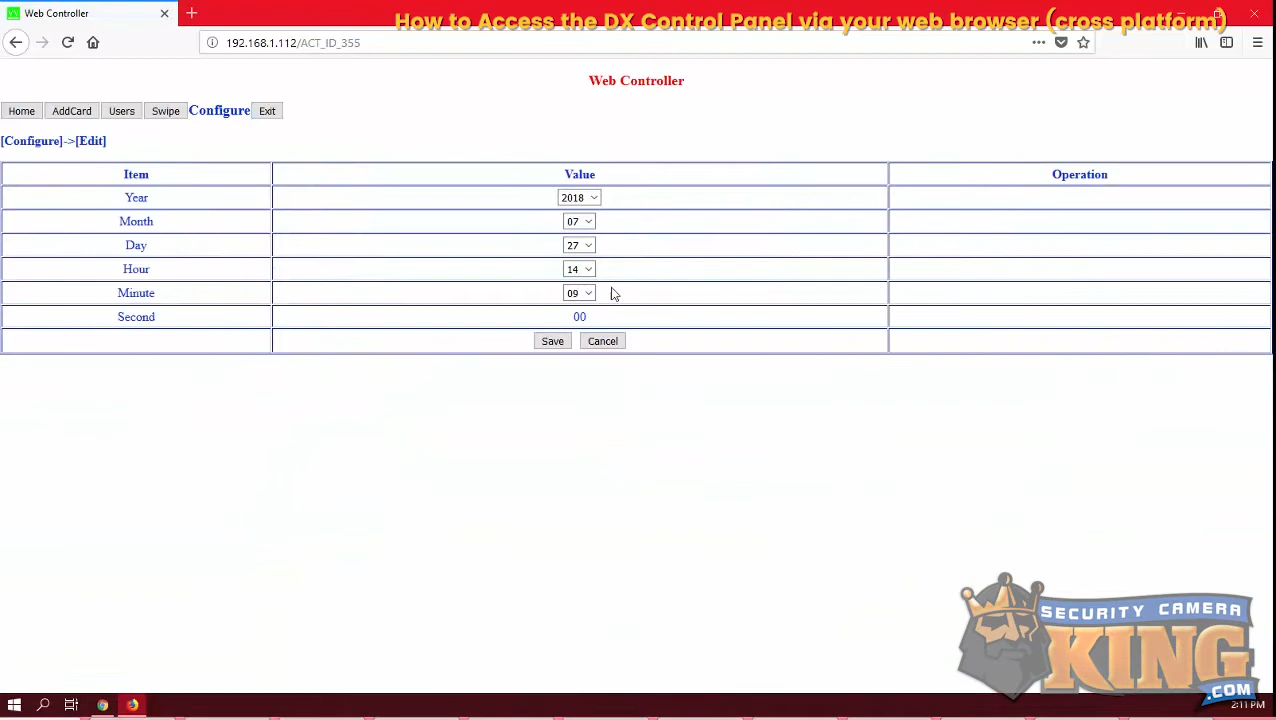 Web Controller
How to Access the DX Control Panel via your web browser (cross platform)
192.168.1.112/ACT_ID_355
Web Controller
Home AddCard Users Swipe Configure Exit
[Configure]->[Edit]
Item Value Operation
Year 2018
Month 07
Day 27
Hour 14
Minute 09
Second 00
Save Cancel
SECURITY CAMERA
KING
.COM
2:11 PM